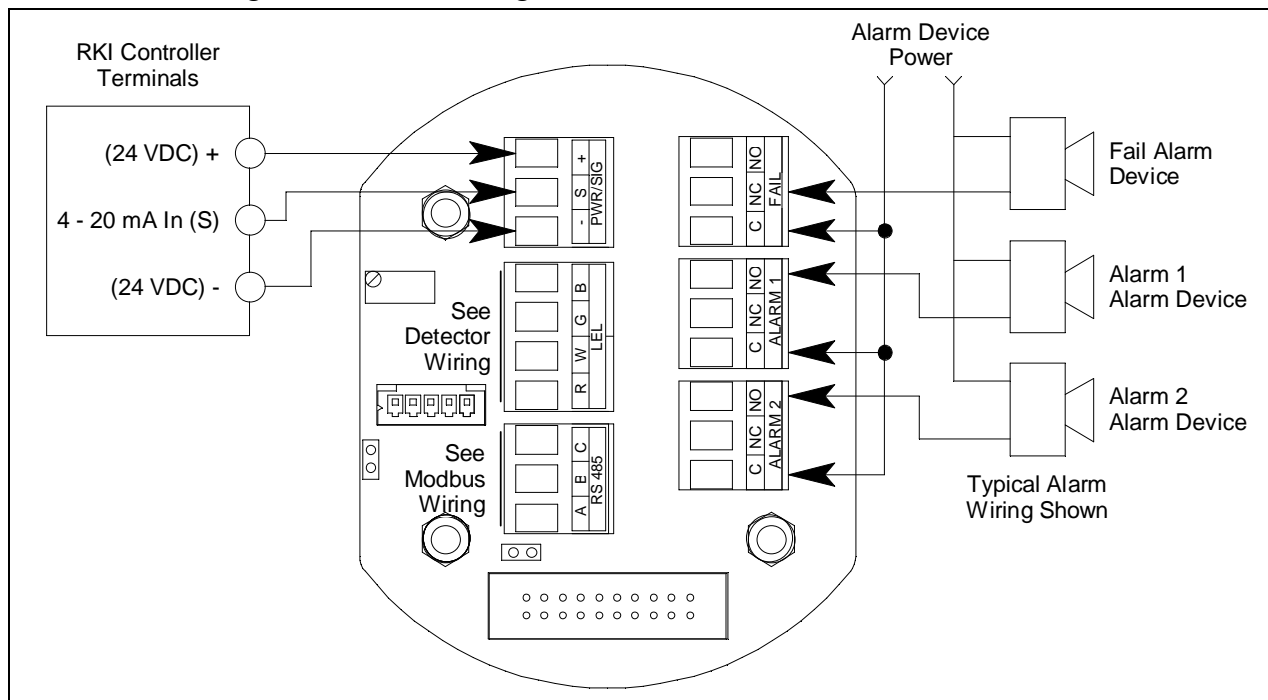 RKI Controller
Terminals
(24 VDC) +
4 - 20 mA In (S)
(24 VDC) -
- S +
PWR/SIG
See
Detector
Wiring
R W G B
LEL
See
Modbus
Wiring
A B C
RS 485
C NC NO
FAIL
C NC NO
ALARM 1
C NC NO
ALARM 2
Alarm Device
Power
Fail Alarm
Device
Alarm 1
Alarm Device
Alarm 2
Alarm Device
Typical Alarm
Wiring Shown